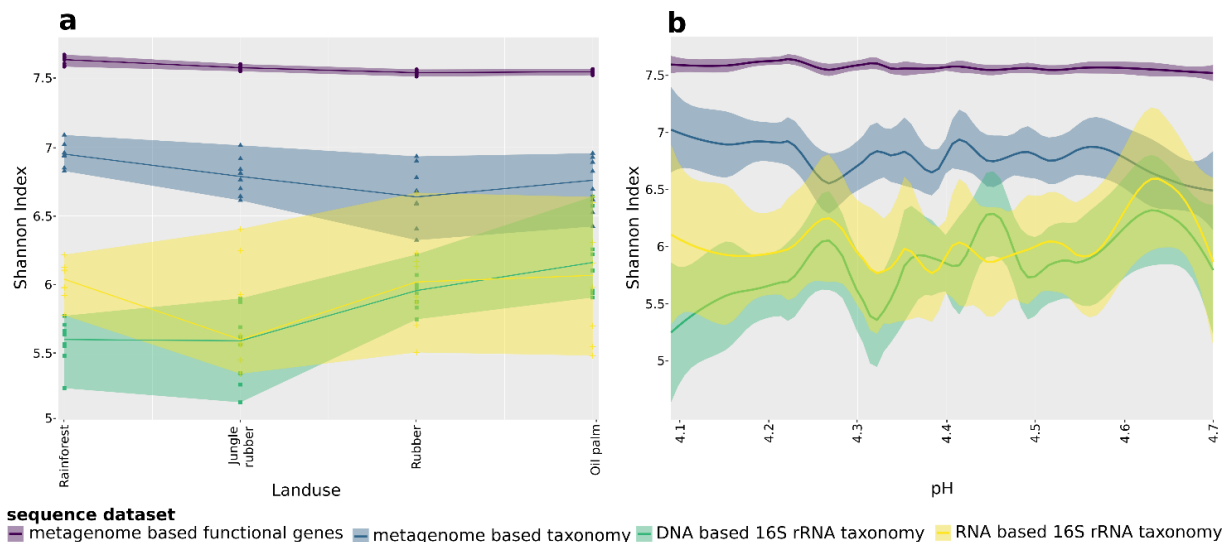 a
Shannon Index
7.5
7
6.5
6
5.5
5
Rainforest
Jungle
rubber
Rubber
Oil palm
Landuse
b
Shannon Index
7.5
7
6.5
6
5.5
5
4.1
4.2
4.3
4.4
4.5
4.6
4.7
pH
sequence dataset
metagenome based functional genes metagenome based taxonomy DNA based 16S rRNA taxonomy RNA based 16S rRNA taxonomy